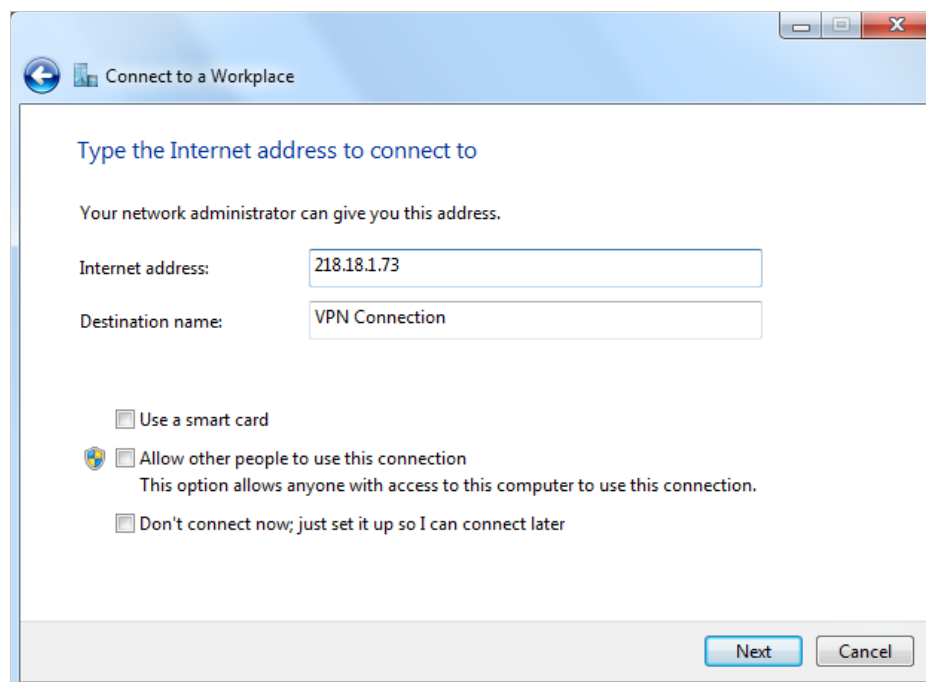 Connect to a Workplace
Type the Internet address to connect to
Your network administrator can give you this address.
Internet address: 218.18.1.73
Destination name: VPN Connection
Use a smart card
Allow other people to use this connection
This option allows anyone with access to this computer to use this connection.
Don't connect now; just set it up so I can connect later
Next Cancel